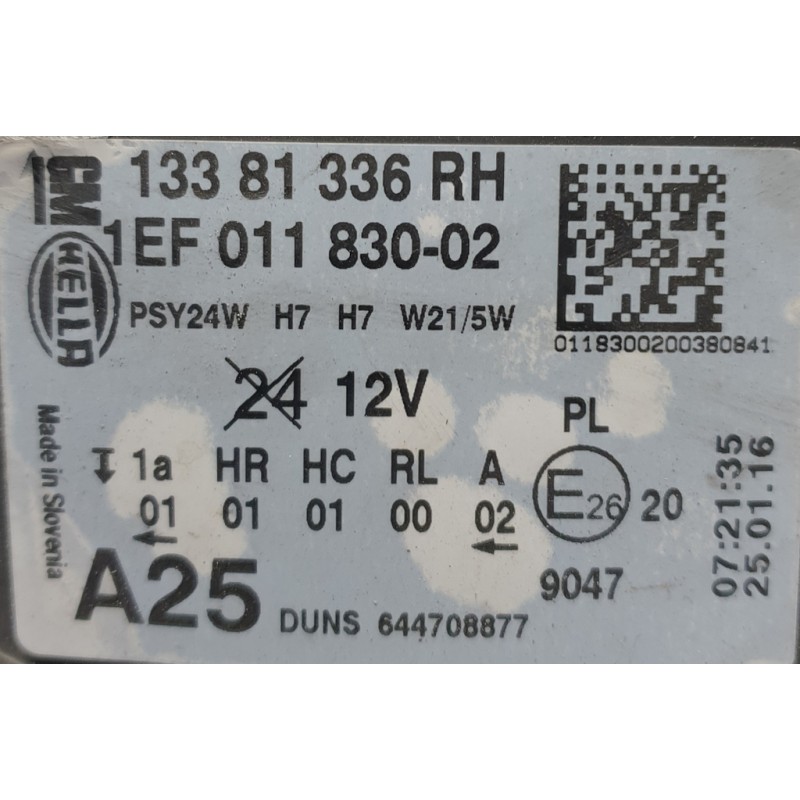 GM 133 81 336 RH
HELLA 1EF 011 830-02
PSY24W H7 H7 W21/5W
0118300200380841
24 12V
PL
1a HR HC RL A
01 01 01 00 02
E26 20
A25
9047
DUNS 644708877
Made in Slovenia
07:21:35
25.01.16